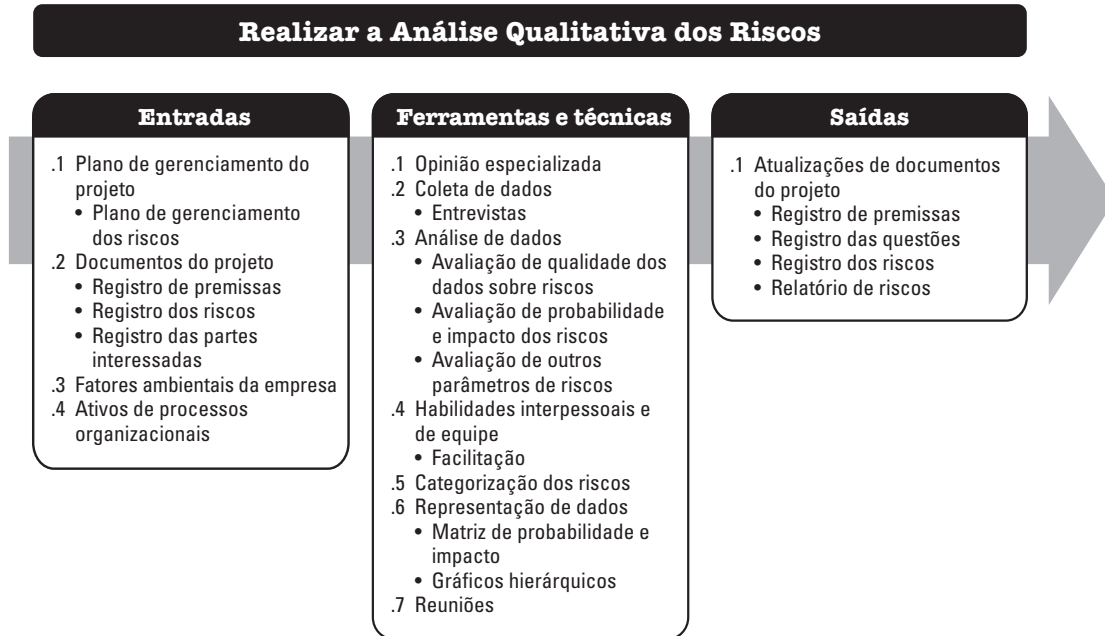 Realizar a Análise Qualitativa dos Riscos
Entradas
.1 Plano de gerenciamento do
projeto
• Plano de gerenciamento
dos riscos
.2 Documentos do projeto
• Registro de premissas
• Registro dos riscos
• Registro das partes
interessadas
.3 Fatores ambientais da empresa
.4 Ativos de processos
organizacionais
Ferramentas e técnicas
.1 Opinião especializada
.2 Coleta de dados
• Entrevistas
.3 Análise de dados
• Avaliação de qualidade dos
dados sobre riscos
• Avaliação de probabilidade
e impacto dos riscos
• Avaliação de outros
parâmetros de riscos
.4 Habilidades interpessoais e
de equipe
• Facilitação
.5 Categorização dos riscos
.6 Representação de dados
• Matriz de probabilidade e
impacto
• Gráficos hierárquicos
.7 Reuniões
Saídas
.1 Atualizações de documentos
do projeto
• Registro de premissas
• Registro das questões
• Registro dos riscos
• Relatório de riscos